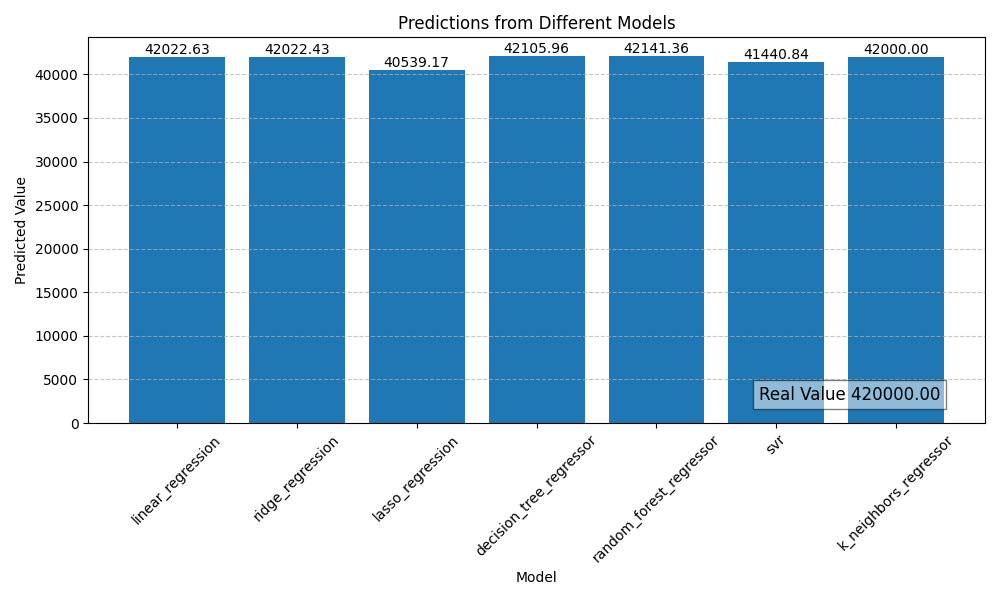 Predictions from Different Models
42022.63
42022.43
40539.17
42105.96
42141.36
41440.84
42000.00
Predicted Value
40000
35000
30000
25000
20000
15000
10000
5000
0
Real Value 420000.00
linear_regression
ridge_regression
lasso_regression
decision_tree_regressor
random_forest_regressor
svr
k_neighbors_regressor
Model